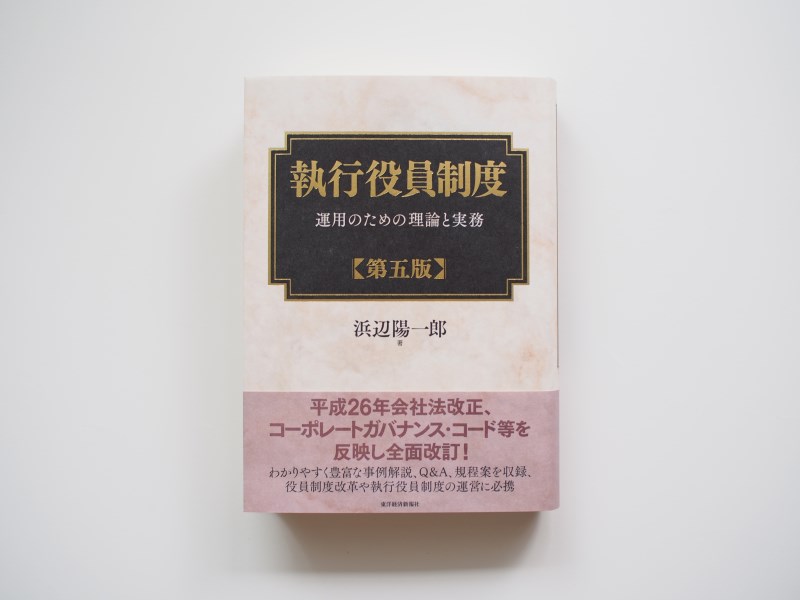 執行役員制度
運用のための理論と実務
【第五版】
浜辺陽一郎
著
平成26年会社法改正、
コーポレートガバナンス・コード等を
反映し全面改訂！
わかりやすく豊富な事例解説、Q&A、規程案を収録、
役員制度改革や執行役員制度の運営に必携
東洋経済新報社